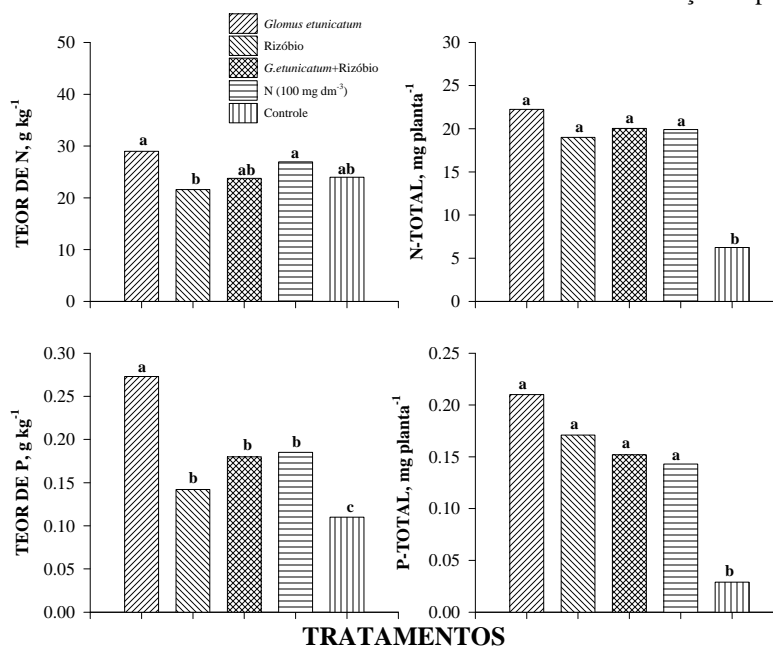 ç
Glomus etunicatum
Rizóbio
G.etunicatum+Rizóbio
N (100 mg dm-3)
Controle
TEOR DE N, g kg-1
50
40
30
20
10
0
a
b
ab
a
ab
N-TOTAL, mg planta-1
30
25
20
15
10
5
0
a
a
a
a
b
TEOR DE P, g kg-1
0.30
0.25
0.20
0.15
0.10
0.05
0.00
a
b
b
b
c
P-TOTAL, mg planta-1
0.25
0.20
0.15
0.10
0.05
0.00
a
a
a
a
b
TRATAMENTOS